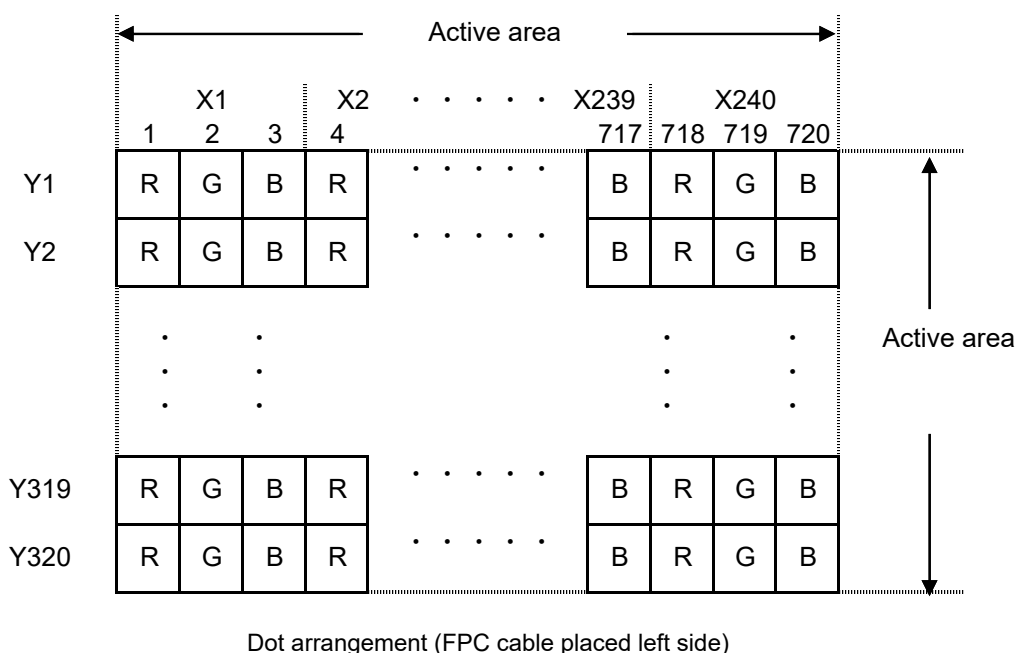 Active area
X1 X2 · · · · · X239 X240
1 2 3 4 717 718 719 720
Y1 R G B R · · · · · B R G B
Y2 R G B R · · · · · B R G B
Active area
Y319 R G B R · · · · · B R G B
Y320 R G B R · · · · · B R G B
Dot arrangement (FPC cable placed left side)